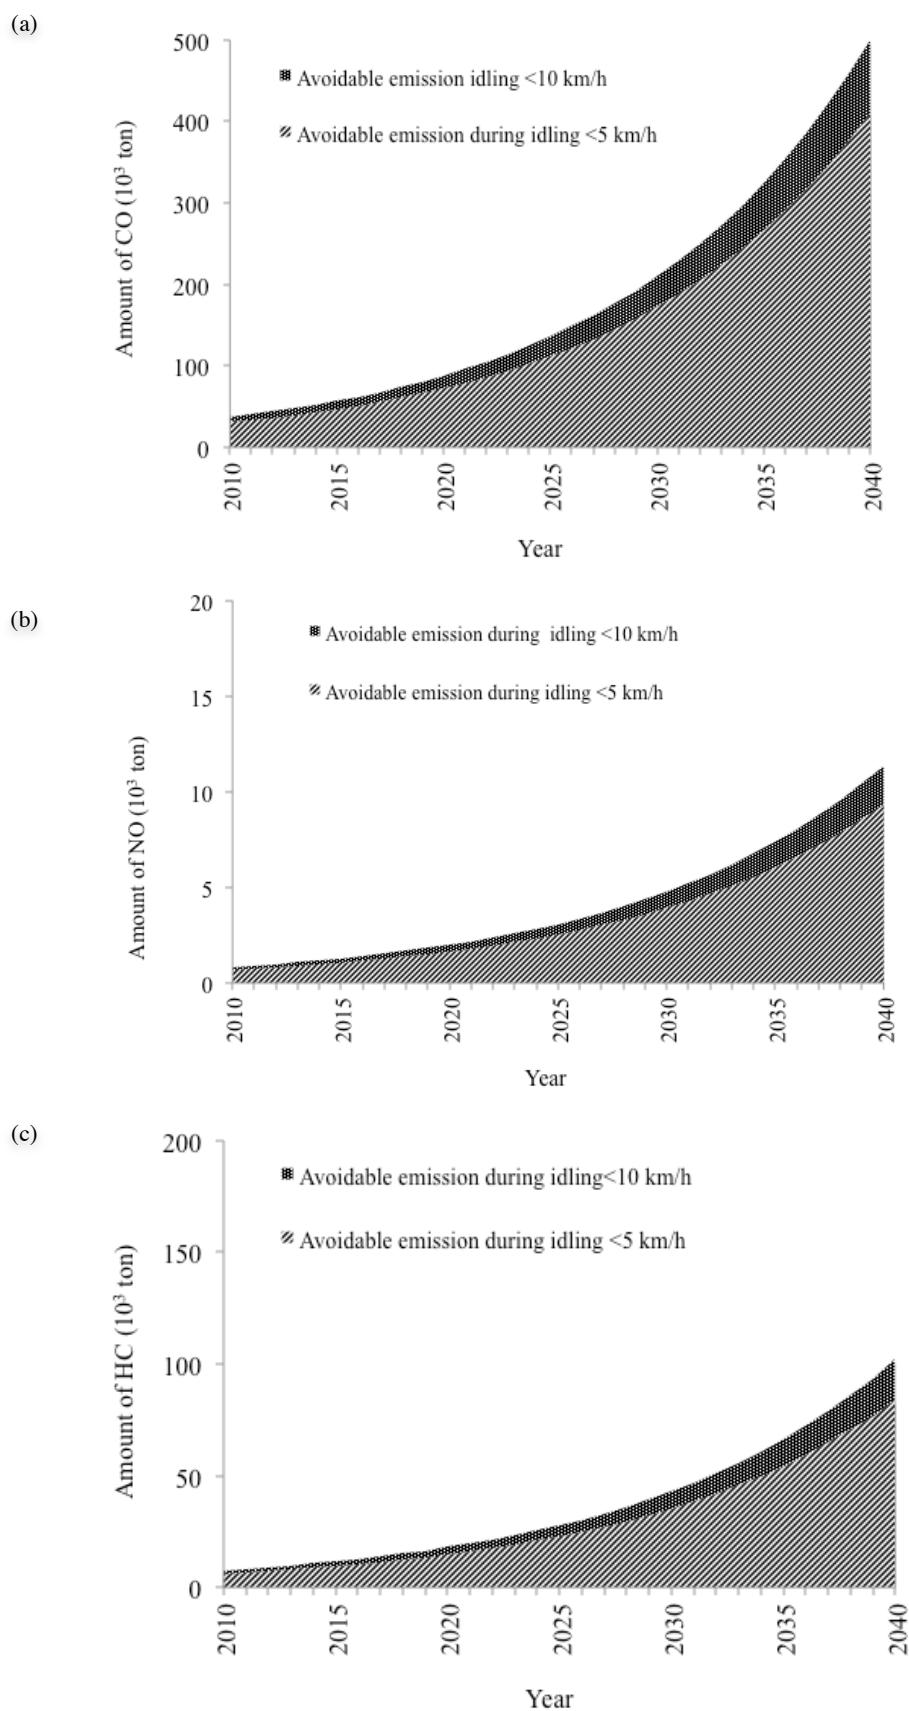 (a)
500
400
300
200
100
0
Amount of CO (10³ ton)
Avoidable emission idling <10 km/h
Avoidable emission during idling <5 km/h
2010 2015 2020 2025 2030 2035 2040
Year
(b)
20
15
10
5
0
Amount of NO (10³ ton)
Avoidable emission during idling <10 km/h
Avoidable emission during idling <5 km/h
2010 2015 2020 2025 2030 2035 2040
Year
(c)
200
150
100
50
0
Amount of HC (10³ ton)
Avoidable emission during idling<10 km/h
Avoidable emission during idling <5 km/h
2010 2015 2020 2025 2030 2035 2040
Year